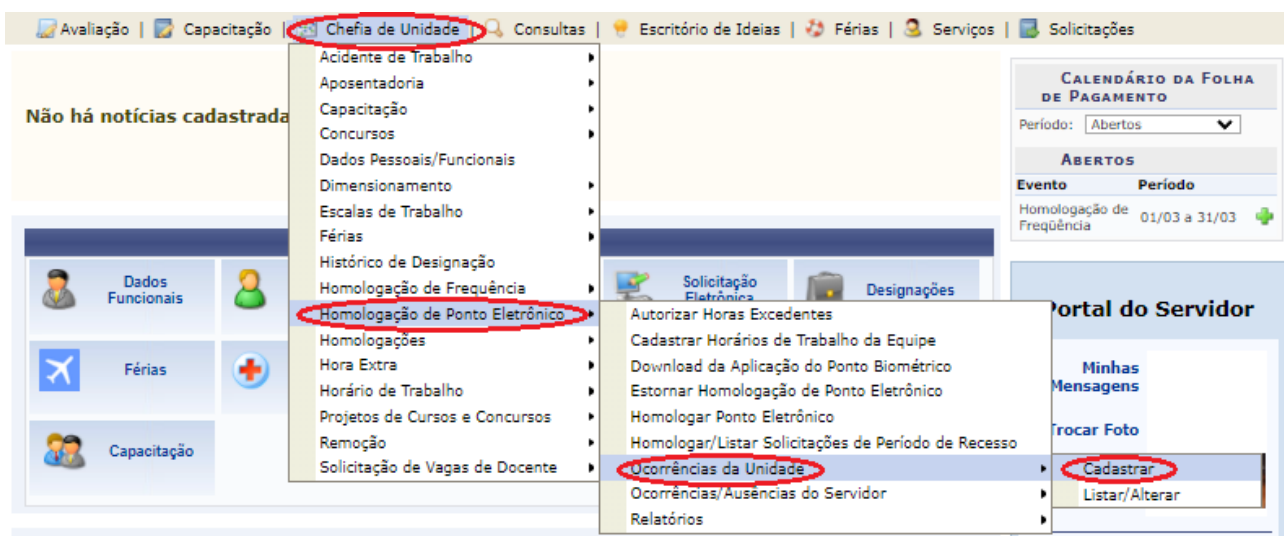 Avaliação | Capacitação | Chefia de Unidade | Consultas | Escritório de Ideias | Férias | Serviços | Solicitações
Não há notícias cadastrada
Acidente de Trabalho
Aposentadoria
Capacitação
Concursos
Dados Pessoais/Funcionais
Dimensionamento
Escalas de Trabalho
Férias
Histórico de Designação
Homologação de Frequência
Homologação de Ponto Eletrônico
Homologações
Hora Extra
Horário de Trabalho
Projetos de Cursos e Concursos
Remoção
Solicitação de Vagas de Docente
Autorizar Horas Excedentes
Cadastrar Horários de Trabalho da Equipe
Download da Aplicação do Ponto Biométrico
Estornar Homologação de Ponto Eletrônico
Homologar Ponto Eletrônico
Homologar/Listar Solicitações de Período de Recesso
Ocorrências da Unidade
Ocorrências/Ausências do Servidor
Relatórios
Cadastrar
Listar/Alterar
Dados
Funcionais
Férias
Capacitação
Solicitação
Eletrônica
Designações
Calendário da Folha
de Pagamento
Período: Abertos
Abertos
Evento Período
Homologação de
Freqüência 01/03 a 31/03
Portal do Servidor
Minhas
Mensagens
Trocar Foto